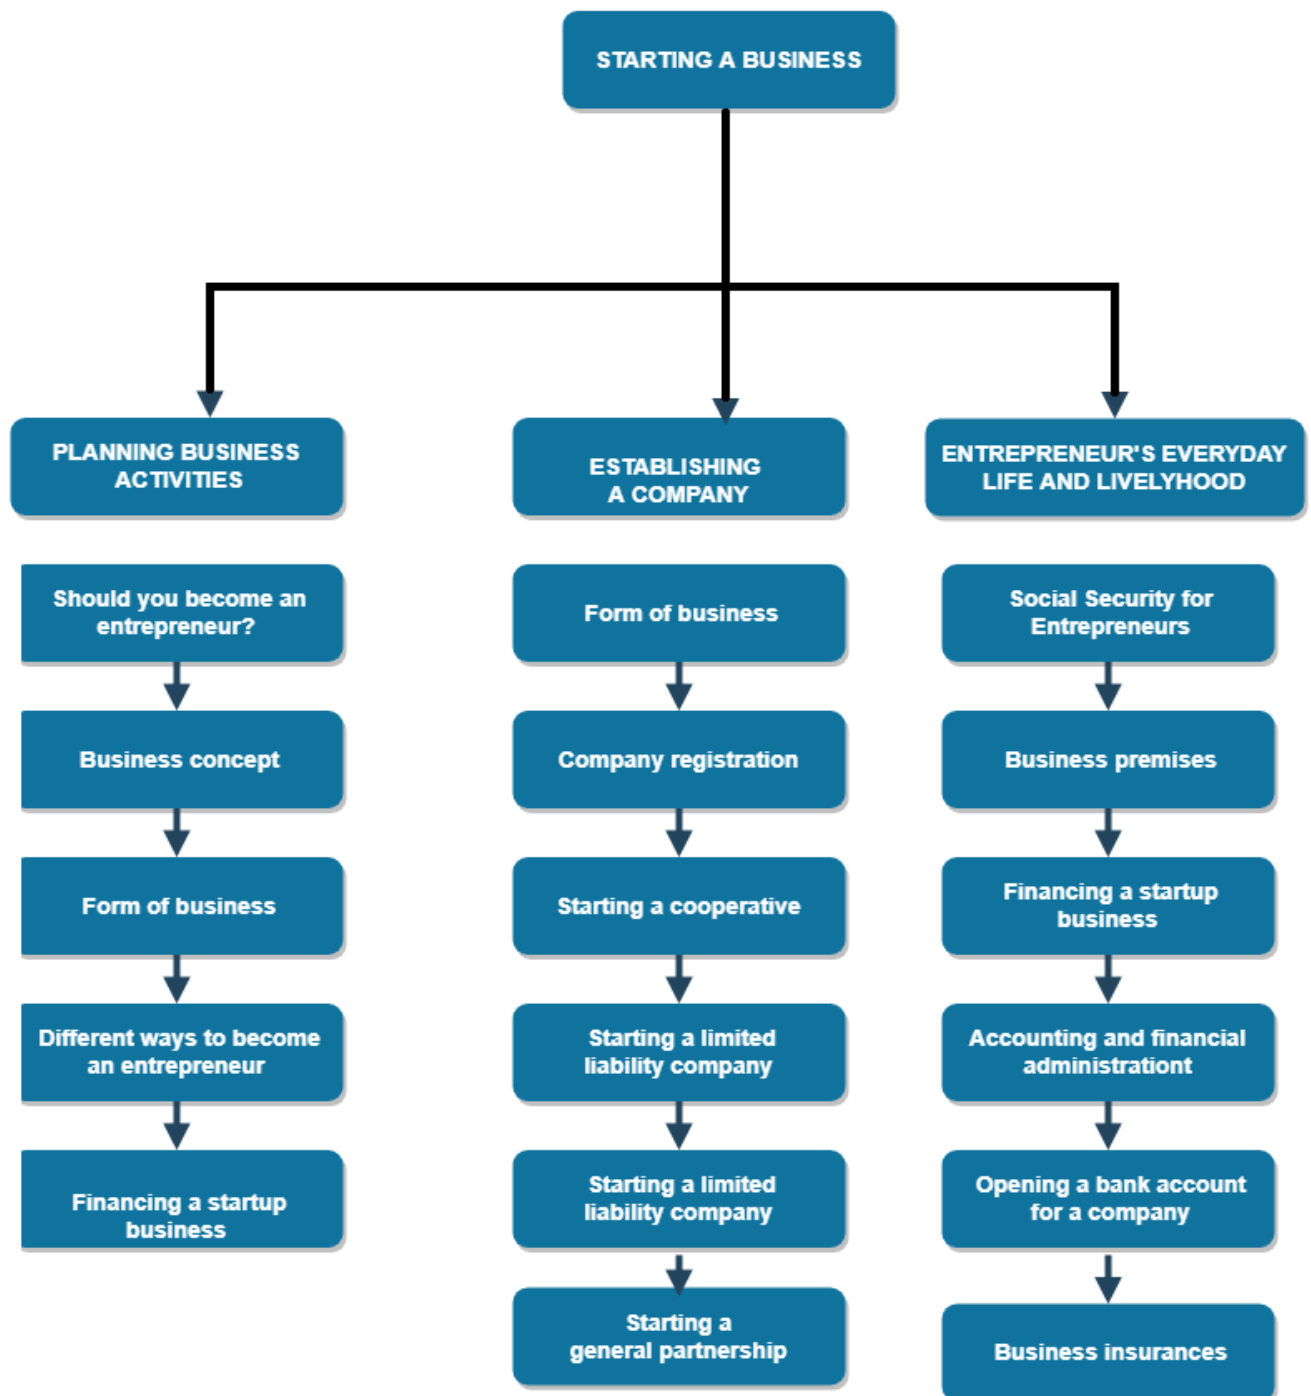 STARTING A BUSINESS
PLANNING BUSINESS
ACTIVITIES
Should you become an
entrepreneur?
Business concept
Form of business
Different ways to become
an entrepreneur
Financing a startup
business
ESTABLISHING
A COMPANY
Form of business
Company registration
Starting a cooperative
Starting a limited
liability company
Starting a limited
liability company
Starting a
general partnership
ENTREPRENEUR'S EVERYDAY
LIFE AND LIVELYHOOD
Social Security for
Entrepreneurs
Business premises
Financing a startup
business
Accounting and financial
administrationt
Opening a bank account
for a company
Business insurances